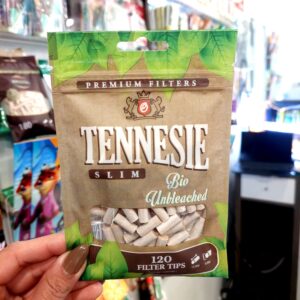 PREMIUM FILTERS
TENNESIE
SLIM
Bio
Unbleached
120
FILTER TIPS